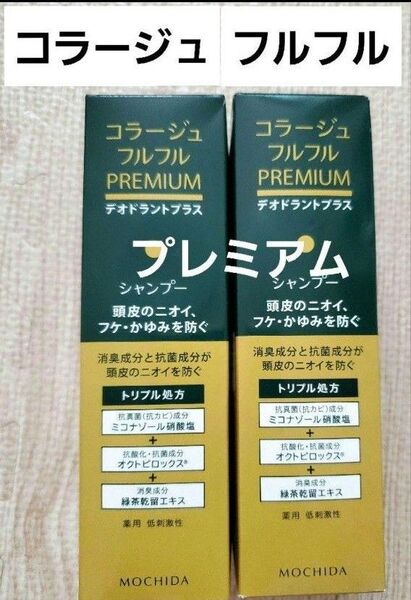 コラージュ フルフル
コラージュ
フルフル
PREMIUM
デオドラントプラス
シャンプー
頭皮のニオイ、
フケ・かゆみを防ぐ
消臭成分と抗菌成分が
頭皮のニオイを防ぐ
トリプル処方
抗真菌(抗カビ)成分
ミコナゾール硝酸塩
+
抗酸化・抗菌成分
オクトピロックス®
+
消臭成分
緑茶乾留エキス
薬用 低刺激性
MOCHIDA
コラージュ
フルフル
PREMIUM
デオドラントプラス
シャンプー
頭皮のニオイ、
フケ・かゆみを防ぐ
消臭成分と抗菌成分が
頭皮のニオイを防ぐ
トリプル処方
抗真菌(抗カビ)成分
ミコナゾール硝酸塩
+
抗酸化・抗菌成分
オクトピロックス®
+
消臭成分
緑茶乾留エキス
薬用 低刺激性
MOCHIDA
プレミアム